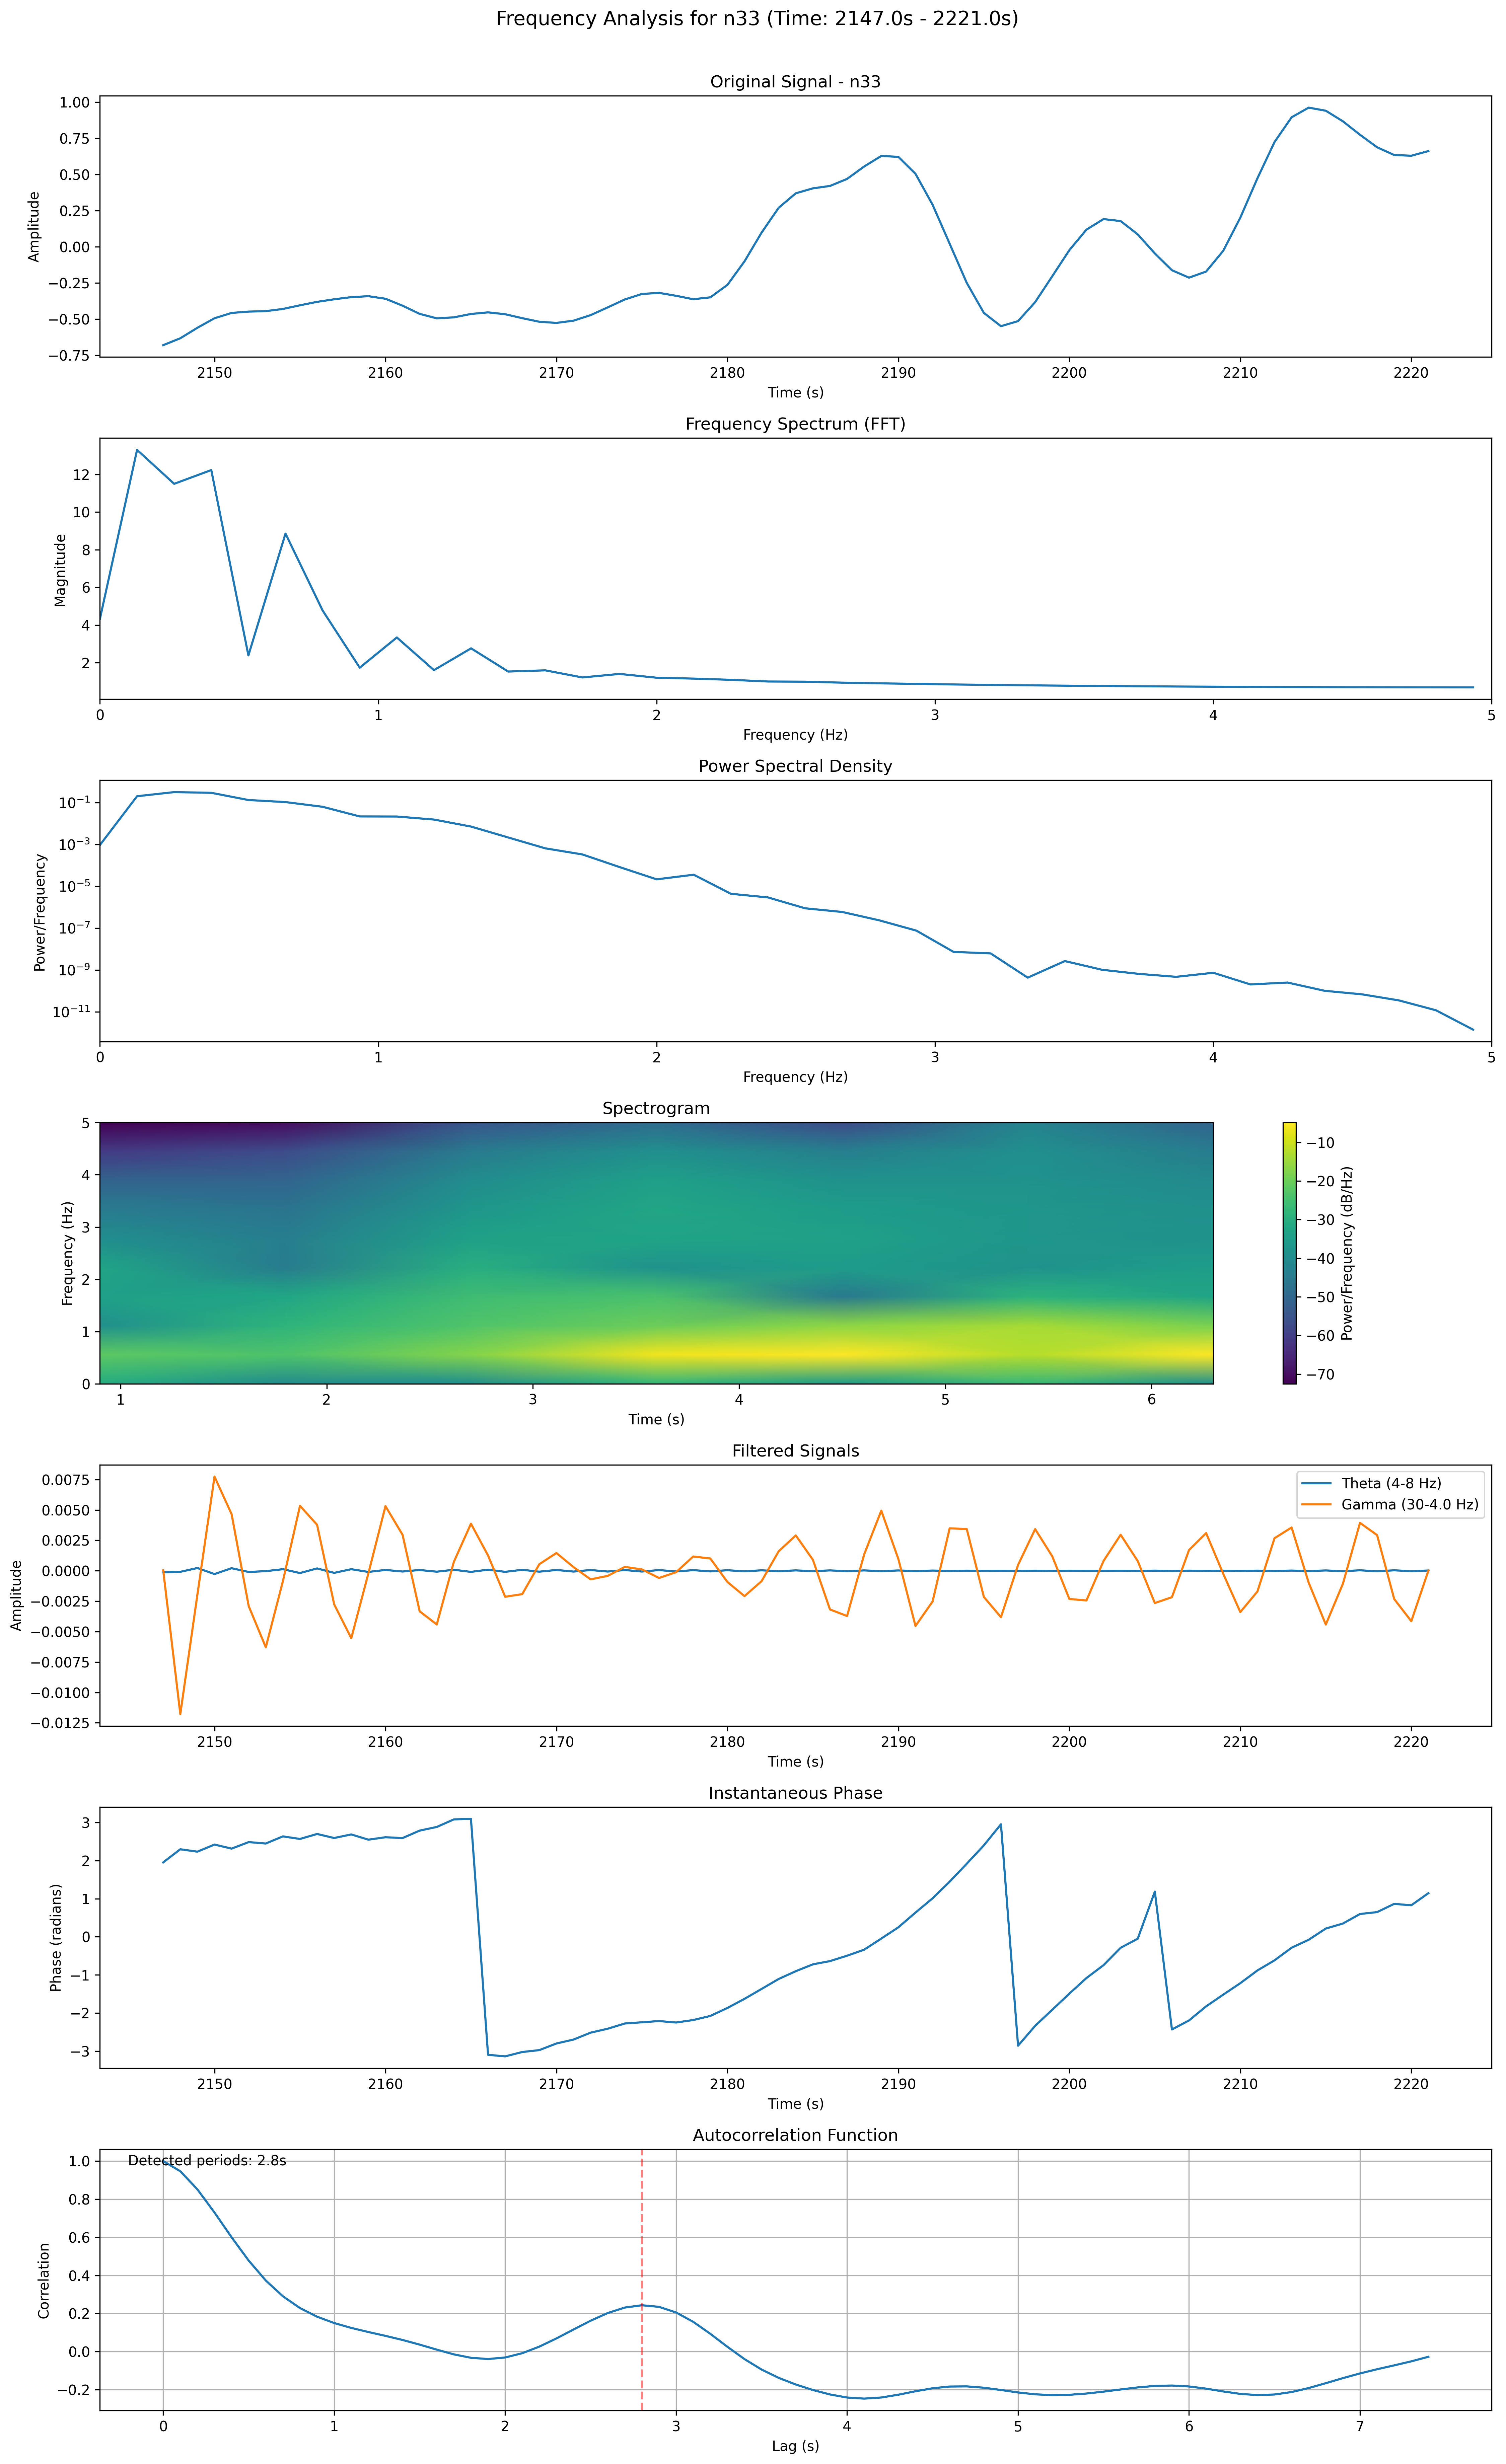 Frequency Analysis for n33 (Time: 2147.0s - 2221.0s)
Original Signal - n33
1.00
0.75
0.50
0.25
0.00
−0.25
−0.50
−0.75
Amplitude
2150 2160 2170 2180 2190 2200 2210 2220
Time (s)
Frequency Spectrum (FFT)
12
10
8
6
4
2
Magnitude
0 1 2 3 4 5
Frequency (Hz)
Power Spectral Density
10⁻¹
10⁻³
10⁻⁵
10⁻⁷
10⁻⁹
10⁻¹¹
Power/Frequency
0 1 2 3 4 5
Frequency (Hz)
Spectrogram
5
4
3
2
1
0
Frequency (Hz)
1 2 3 4 5 6
Time (s)
−10
−20
−30
−40
−50
−60
−70
Power/Frequency (dB/Hz)
Filtered Signals
Theta (4-8 Hz)
Gamma (30-4.0 Hz)
0.0075
0.0050
0.0025
0.0000
−0.0025
−0.0050
−0.0075
−0.0100
−0.0125
Amplitude
2150 2160 2170 2180 2190 2200 2210 2220
Time (s)
Instantaneous Phase
3
2
1
0
−1
−2
−3
Phase (radians)
2150 2160 2170 2180 2190 2200 2210 2220
Time (s)
Autocorrelation Function
Detected periods: 2.8s
1.0
0.8
0.6
0.4
0.2
0.0
−0.2
Correlation
0 1 2 3 4 5 6 7
Lag (s)